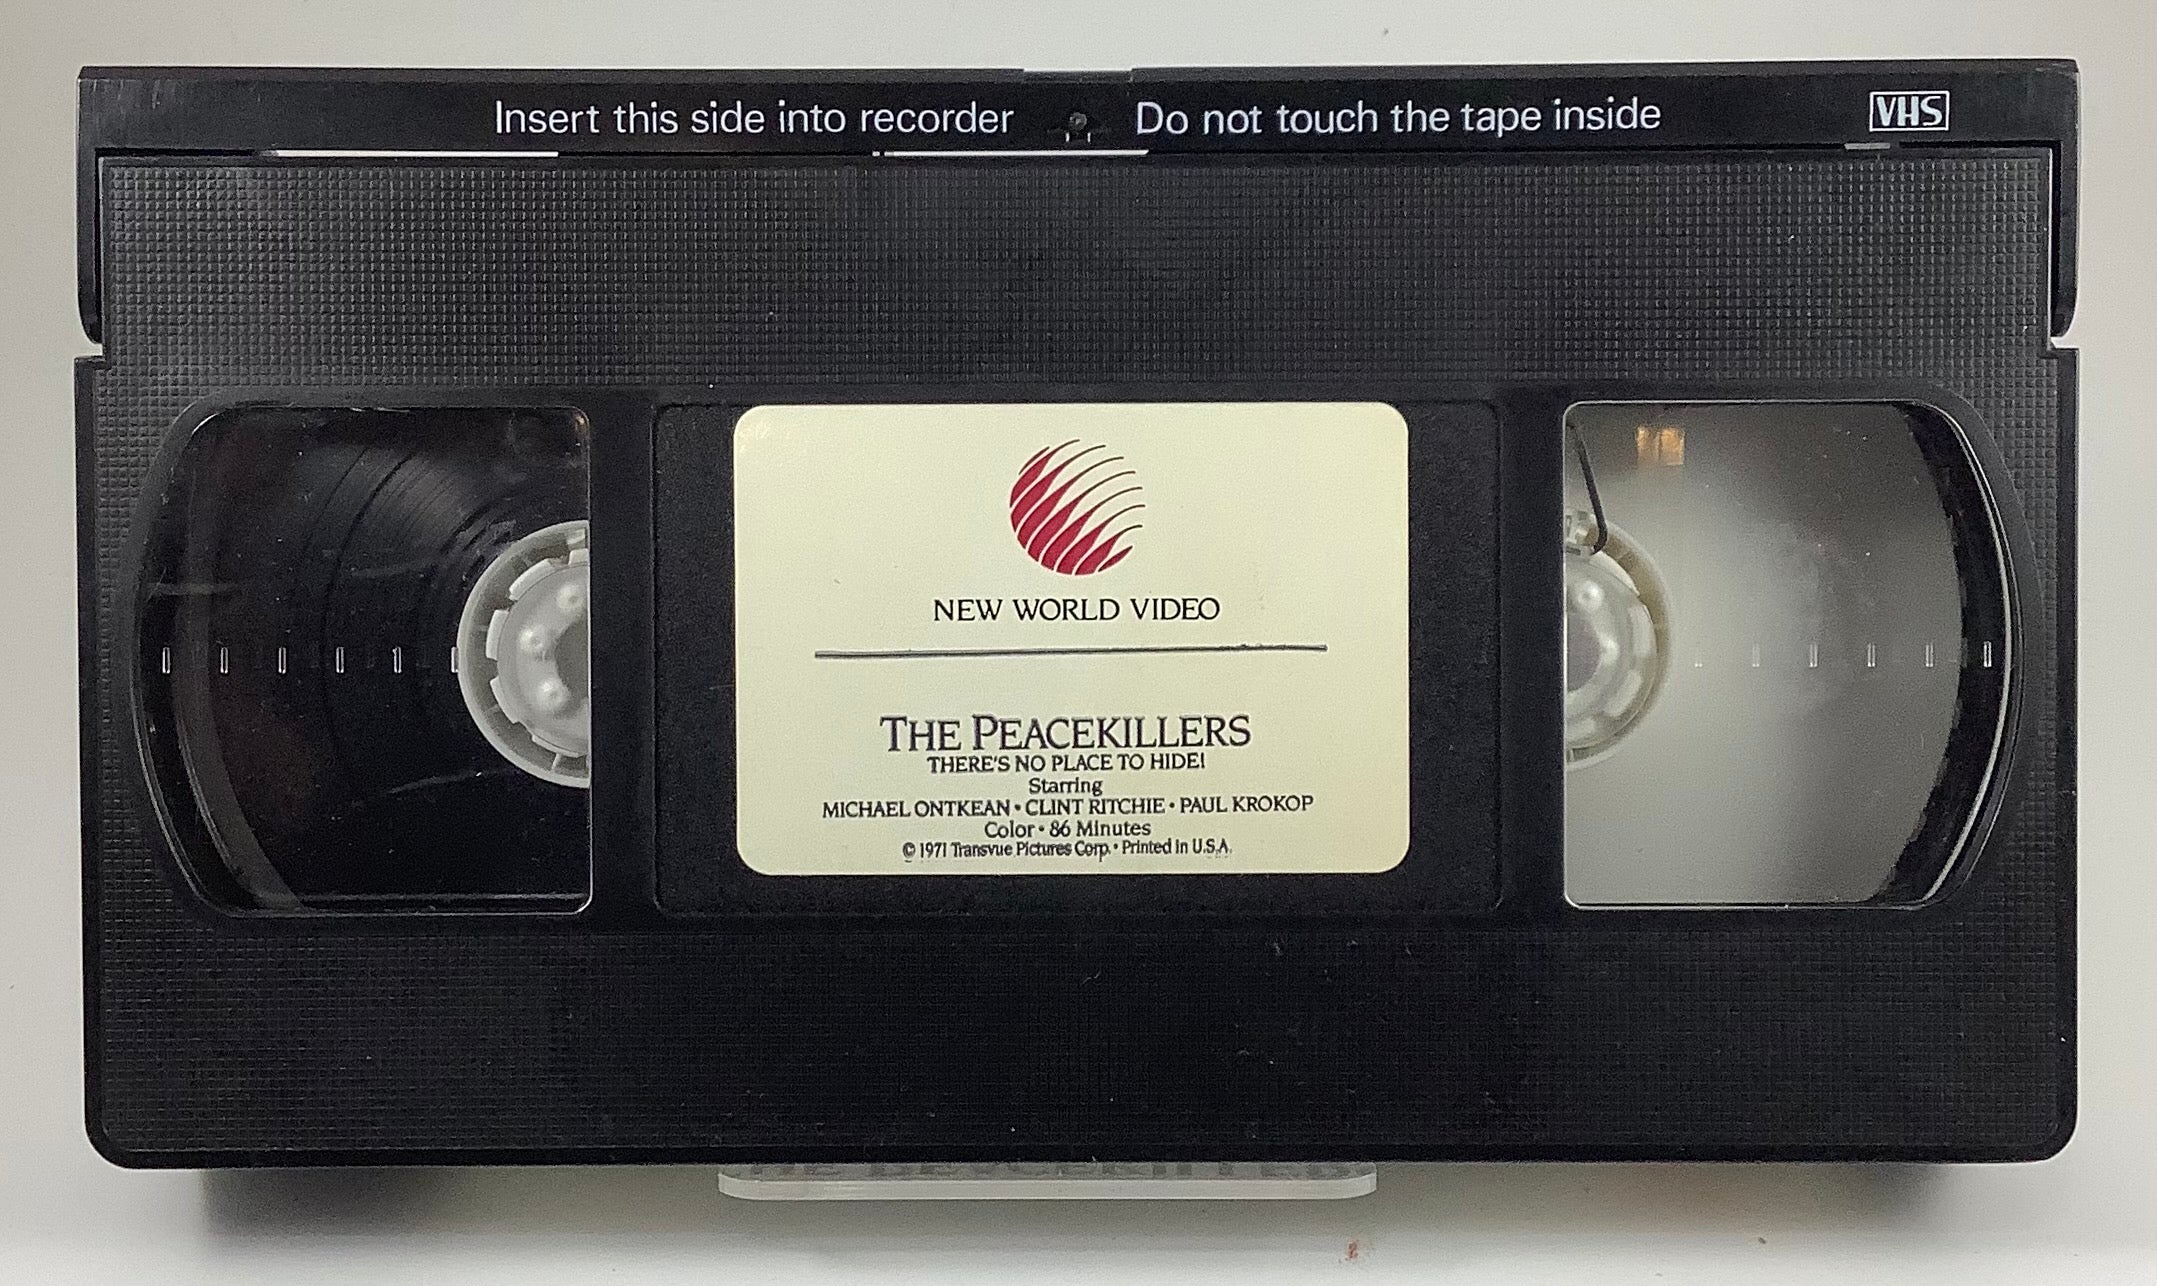 Insert this side into recorder Do not touch the tape inside VHS
NEW WORLD VIDEO
THE PEACEKILLERS
THERE'S NO PLACE TO HIDE!
Starring
MICHAEL ONTKEAN • CLINT RITCHIE • PAUL KROKOP
Color • 86 Minutes
© 1971 Transvue Pictures Corp. • Printed in U.S.A.